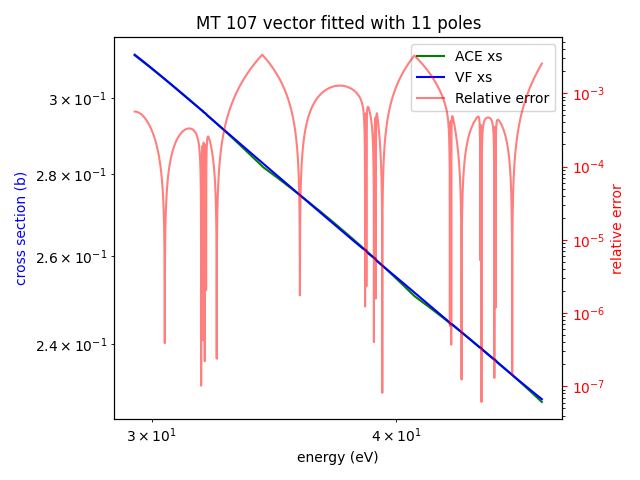 MT 107 vector fitted with 11 poles
ACE xs
VF xs
Relative error
cross section (b)
3 × 10⁻¹
2.8 × 10⁻¹
2.6 × 10⁻¹
2.4 × 10⁻¹
10⁻³
10⁻⁴
10⁻⁵
10⁻⁶
10⁻⁷
relative error
3 × 10¹
4 × 10¹
energy (eV)